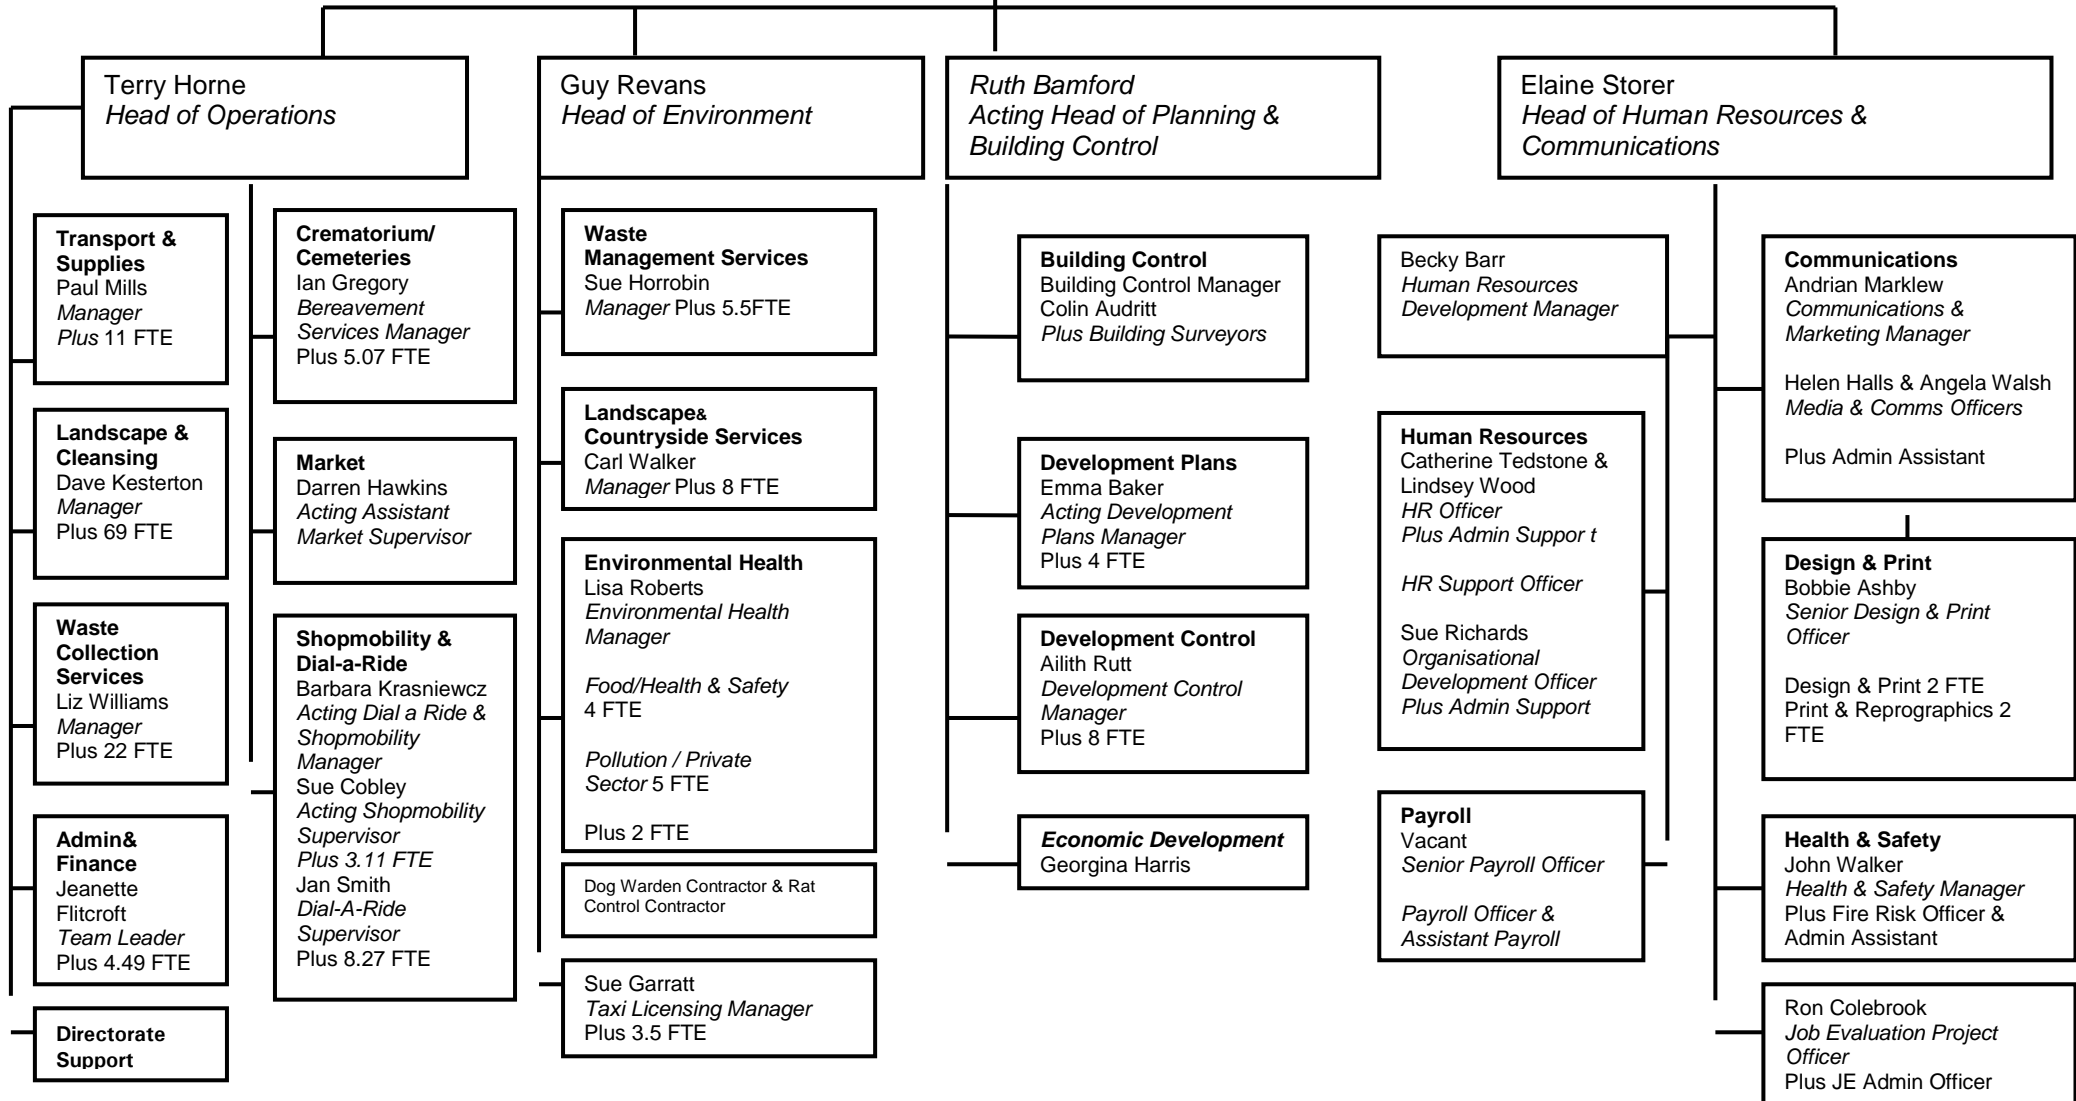 Terry Horne
Head of Operations
Guy Revans
Head of Environment
Ruth Bamford
Acting Head of Planning &
Building Control
Elaine Storer
Head of Human Resources &
Communications
Transport &
Supplies
Paul Mills
Manager
Plus 11 FTE
Landscape &
Cleansing
Dave Kesterton
Manager
Plus 69 FTE
Waste
Collection
Services
Liz Williams
Manager
Plus 22 FTE
Admin&
Finance
Jeanette
Flitcroft
Team Leader
Plus 4.49 FTE
Directorate
Support
Crematorium/
Cemeteries
Ian Gregory
Bereavement
Services Manager
Plus 5.07 FTE
Market
Darren Hawkins
Acting Assistant
Market Supervisor
Shopmobility &
Dial-a-Ride
Barbara Krasniewcz
Acting Dial a Ride &
Shopmobility
Manager
Sue Cobley
Acting Shopmobility
Supervisor
Plus 3.11 FTE
Jan Smith
Dial-A-Ride
Supervisor
Plus 8.27 FTE
Waste
Management Services
Sue Horrobin
Manager Plus 5.5FTE
Landscape&
Countryside Services
Carl Walker
Manager Plus 8 FTE
Environmental Health
Lisa Roberts
Environmental Health
Manager
Food/Health & Safety
4 FTE
Pollution / Private
Sector 5 FTE
Plus 2 FTE
Dog Warden Contractor & Rat
Control Contractor
Sue Garratt
Taxi Licensing Manager
Plus 3.5 FTE
Building Control
Building Control Manager
Colin Audritt
Plus Building Surveyors
Development Plans
Emma Baker
Acting Development
Plans Manager
Plus 4 FTE
Development Control
Ailith Rutt
Development Control
Manager
Plus 8 FTE
Economic Development
Georgina Harris
Becky Barr
Human Resources
Development Manager
Human Resources
Catherine Tedstone &
Lindsey Wood
HR Officer
Plus Admin Suppor t
HR Support Officer
Sue Richards
Organisational
Development Officer
Plus Admin Support
Payroll
Vacant
Senior Payroll Officer
Payroll Officer &
Assistant Payroll
Communications
Andrian Marklew
Communications &
Marketing Manager
Helen Halls & Angela Walsh
Media & Comms Officers
Plus Admin Assistant
Design & Print
Bobbie Ashby
Senior Design & Print
Officer
Design & Print 2 FTE
Print & Reprographics 2
FTE
Health & Safety
John Walker
Health & Safety Manager
Plus Fire Risk Officer &
Admin Assistant
Ron Colebrook
Job Evaluation Project
Officer
Plus JE Admin Officer